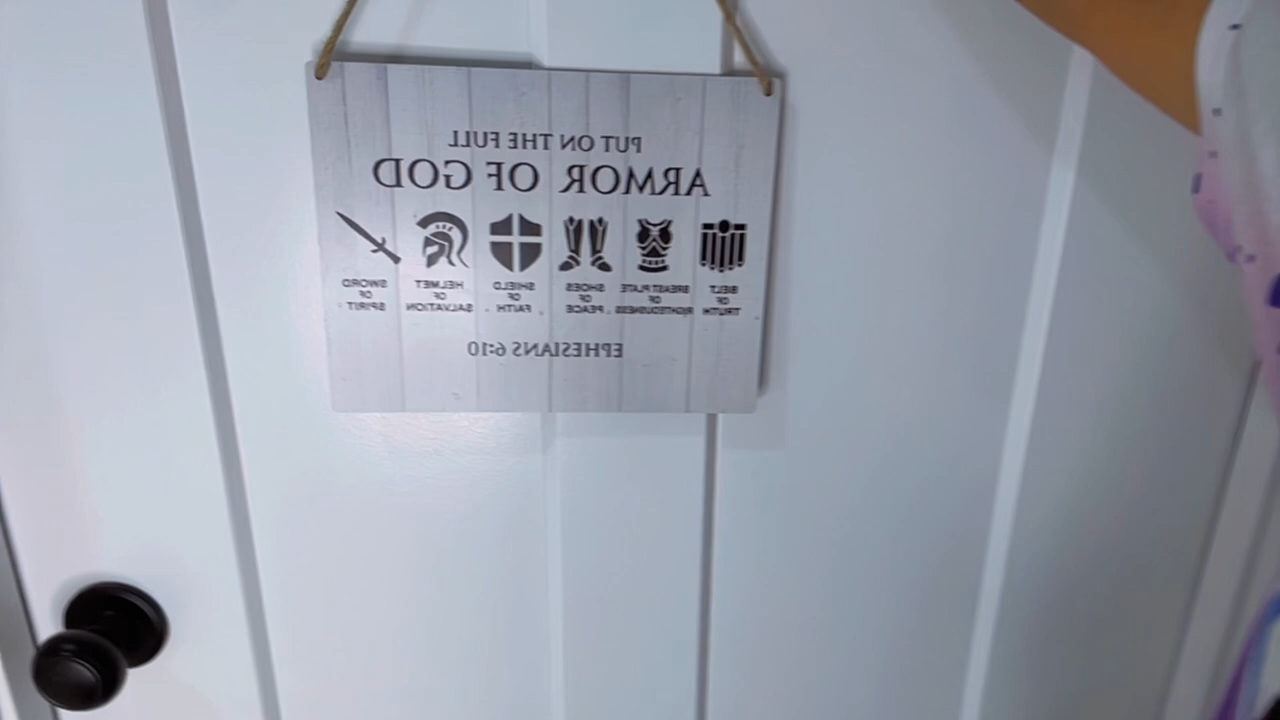 PUT ON THE FULL
ARMOR OF GOD
BELT
OF
TRUTH
BREAST PLATE
OF
RIGHTEOUSNESS
SHOES
OF
PEACE
SHIELD
OF
FAITH
HELMET
OF
SALVATION
SWORD
OF
SPIRIT
EPHESIANS 6:10